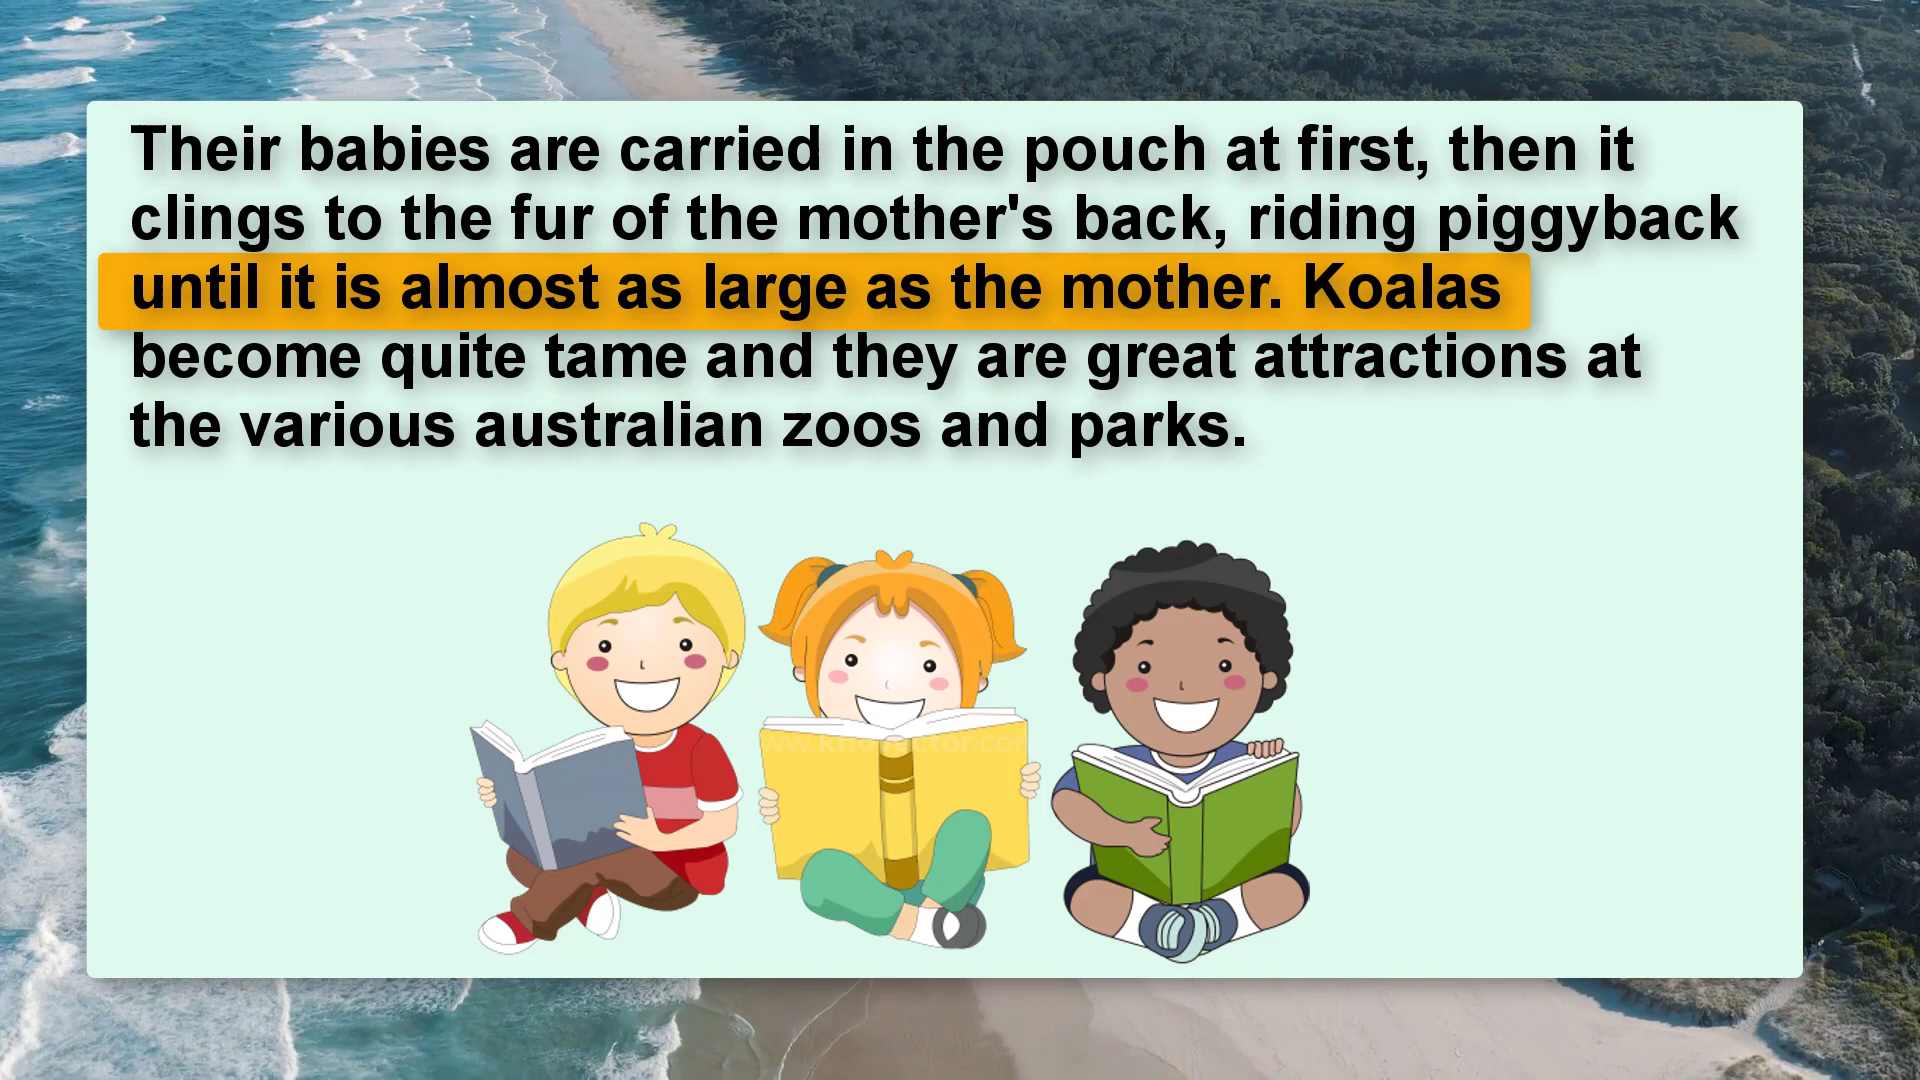 Their babies are carried in the pouch at first, then it
clings to the fur of the mother's back, riding piggyback
until it is almost as large as the mother. Koalas
become quite tame and they are great attractions at
the various australian zoos and parks.